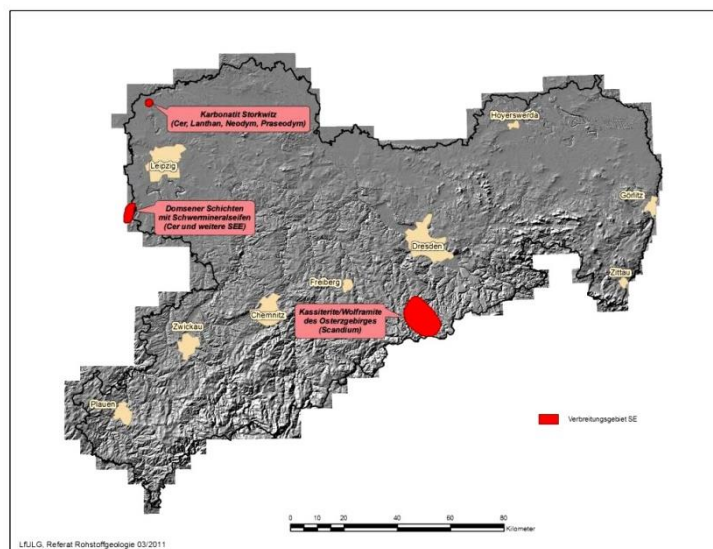 Karbonatit Storkwitz
(Cer, Lanthan, Neodym, Praseodym)
Hoyerswerda
Leipzig
Domsener Schichten
mit Schwermineralseifen
(Cer und weitere SEE)
Görlitz
Dresden
Zittau
Freiberg
Kassiterite/Wolframite
des Osterzgebirges
(Scandium)
Chemnitz
Zwickau
Plauen
Verbreitungsgebiet SE
0 20 40 60 80
Kilometer
LfULG, Referat Rohstoffgeologie 03/2011